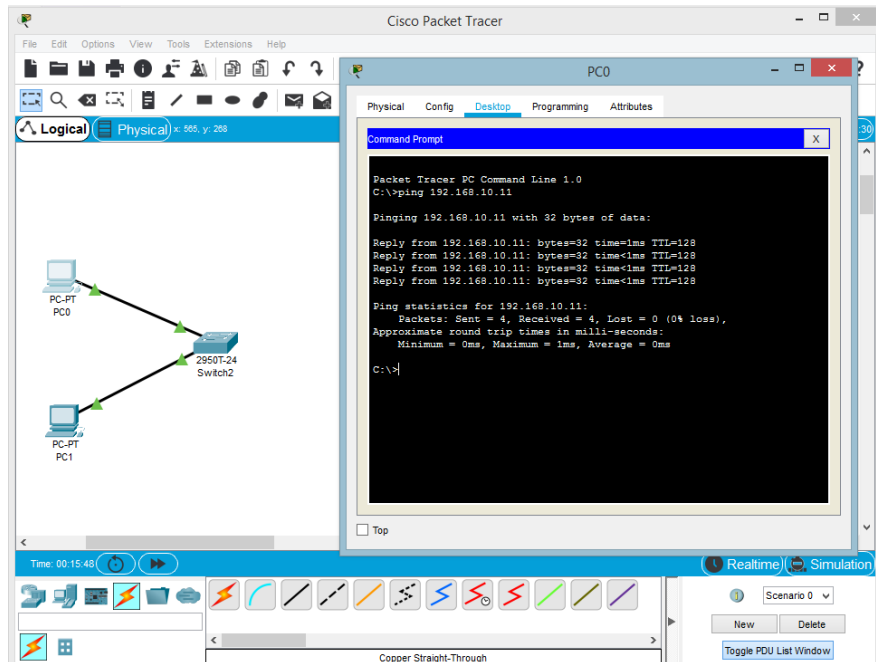 Cisco Packet Tracer
File Edit Options View Tools Extensions Help
Logical Physical x: 565, y: 268
PC-PT
PC0
2950T-24
Switch2
PC-PT
PC1
PC0
Physical Config Desktop Programming Attributes
Command Prompt X
Packet Tracer PC Command Line 1.0
C:\>ping 192.168.10.11
Pinging 192.168.10.11 with 32 bytes of data:
Reply from 192.168.10.11: bytes=32 time=1ms TTL=128
Reply from 192.168.10.11: bytes=32 time<1ms TTL=128
Reply from 192.168.10.11: bytes=32 time<1ms TTL=128
Reply from 192.168.10.11: bytes=32 time<1ms TTL=128
Ping statistics for 192.168.10.11:
Packets: Sent = 4, Received = 4, Lost = 0 (0% loss),
Approximate round trip times in milli-seconds:
Minimum = 0ms, Maximum = 1ms, Average = 0ms
C:\>
Top
:30
Time: 00:15:48
Realtime Simulation
Scenario 0
New Delete
Toggle PDU List Window
Copper Straight-Through